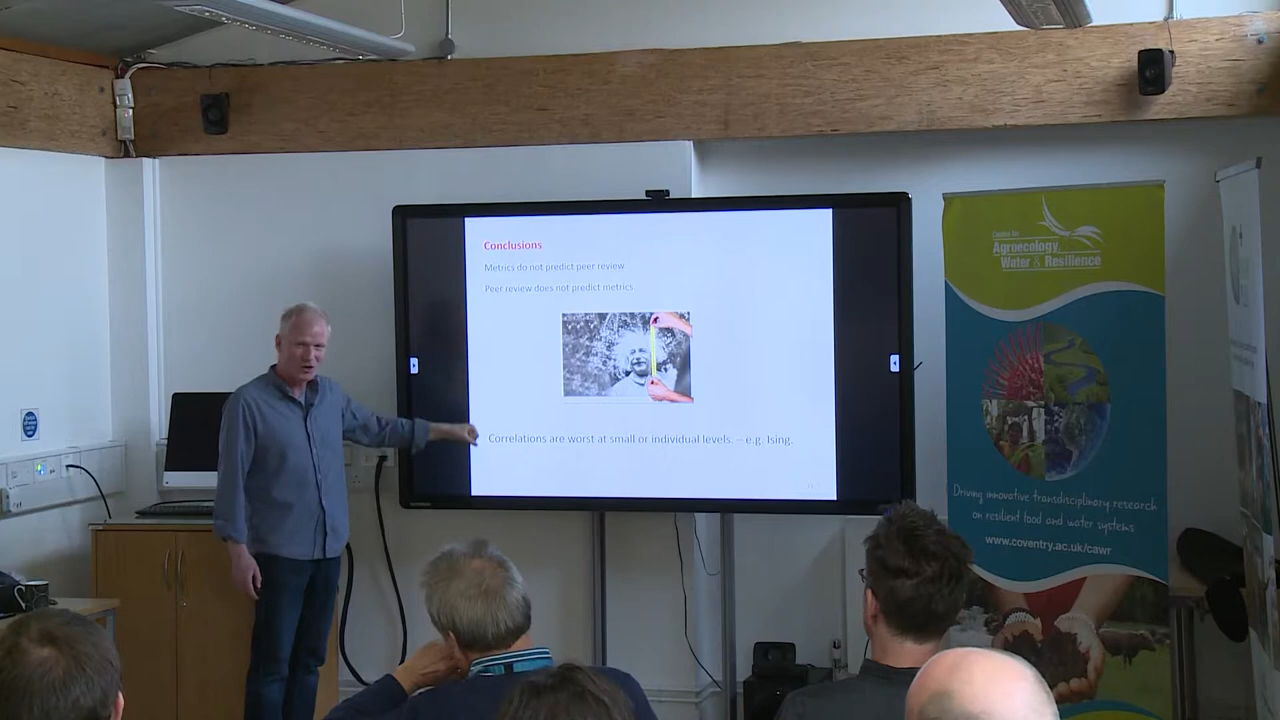 Conclusions
Metrics do not predict peer review.
Peer review does not predict metrics.
Correlations are worst at small or individual levels. – e.g. Ising.
Centre for
Agroecology,
Water & Resilience
Driving innovative transdisciplinary research
on resilient food and water systems
www.coventry.ac.uk/cawr